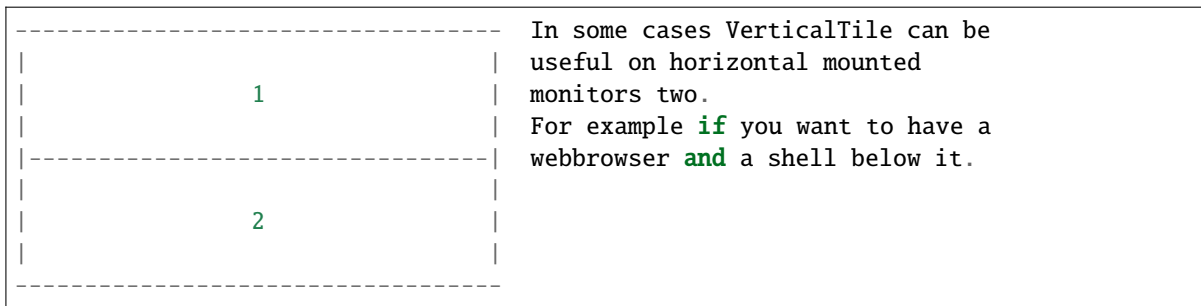 ----------------------------------- In some cases VerticalTile can be
|                                 | useful on horizontal mounted
|                1                | monitors two.
|                                 | For example if you want to have a
|---------------------------------| webbrowser and a shell below it.
|                                 |
|                2                |
|                                 |
-----------------------------------